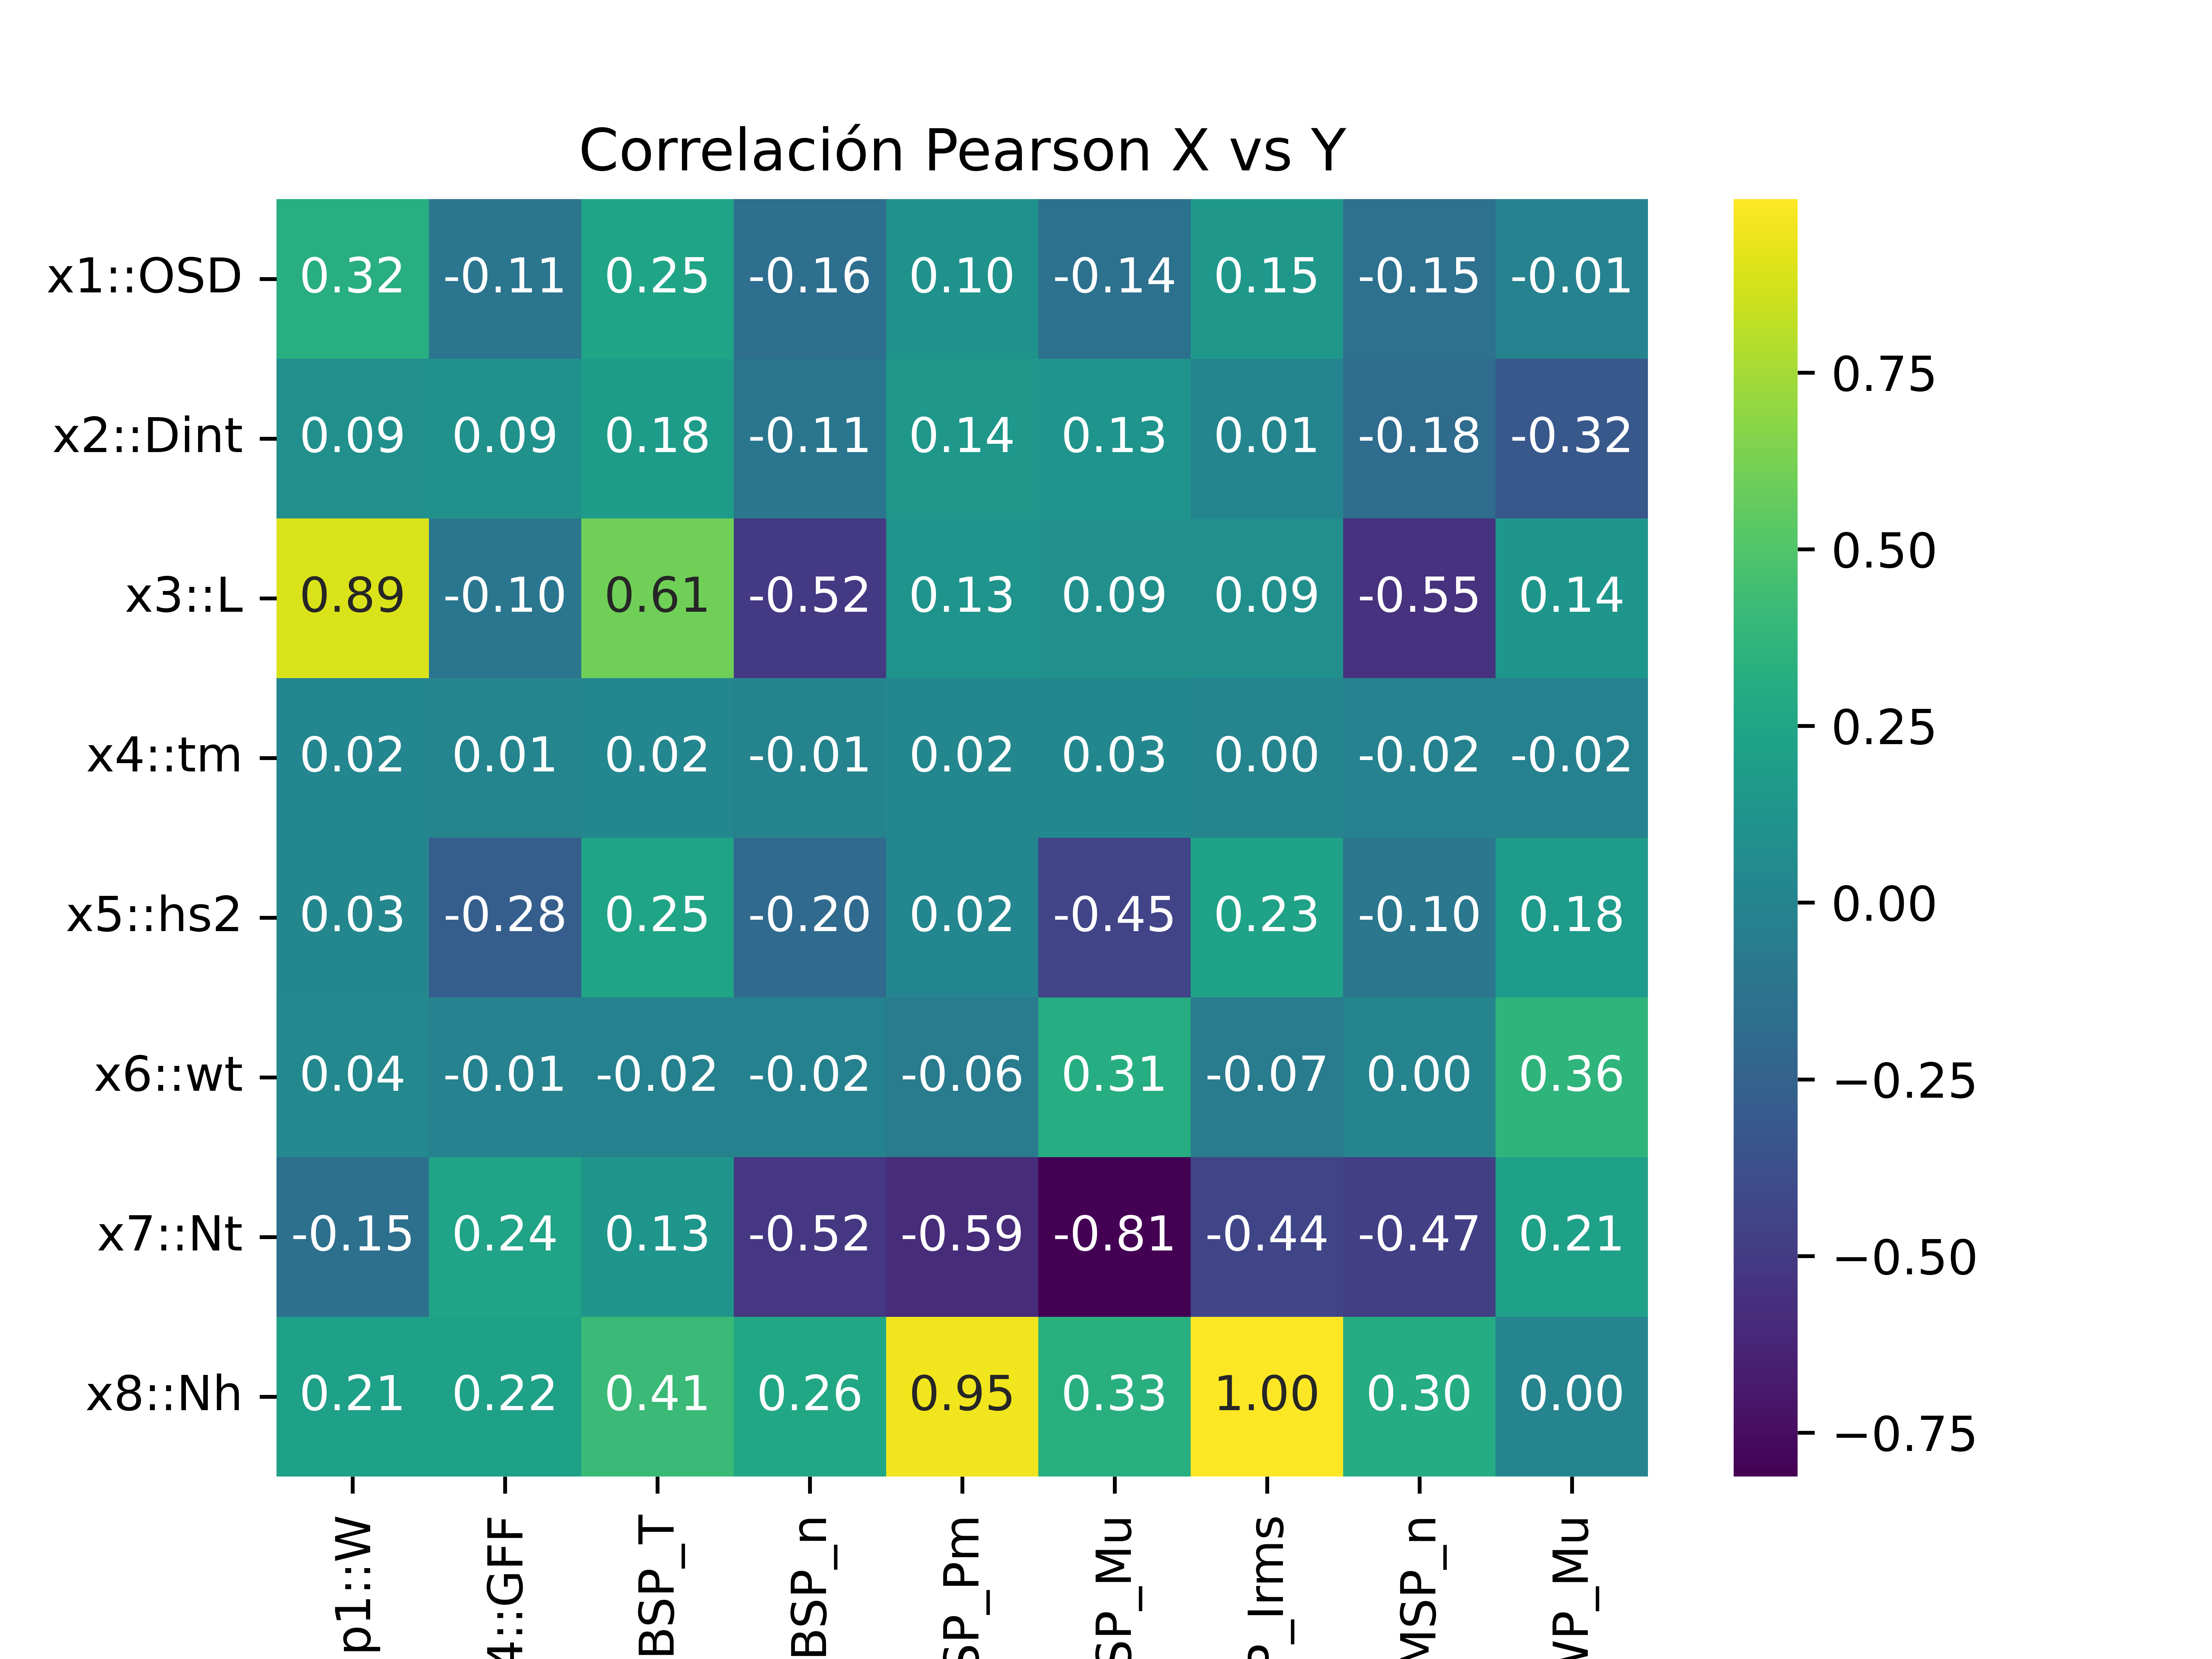 Correlación Pearson X vs Y
x1::OSD 0.32 -0.11 0.25 -0.16 0.10 -0.14 0.15 -0.15 -0.01
x2::Dint 0.09 0.09 0.18 -0.11 0.14 0.13 0.01 -0.18 -0.32
x3::L 0.89 -0.10 0.61 -0.52 0.13 0.09 0.09 -0.55 0.14
x4::tm 0.02 0.01 0.02 -0.01 0.02 0.03 0.00 -0.02 -0.02
x5::hs2 0.03 -0.28 0.25 -0.20 0.02 -0.45 0.23 -0.10 0.18
x6::wt 0.04 -0.01 -0.02 -0.02 -0.06 0.31 -0.07 0.00 0.36
x7::Nt -0.15 0.24 0.13 -0.52 -0.59 -0.81 -0.44 -0.47 0.21
x8::Nh 0.21 0.22 0.41 0.26 0.95 0.33 1.00 0.30 0.00
p1::W
4::GFF
BSP_T
BSP_n
SP_Pm
SP_Mu
P_Irms
MSP_n
WP_Mu
0.75
0.50
0.25
0.00
−0.25
−0.50
−0.75